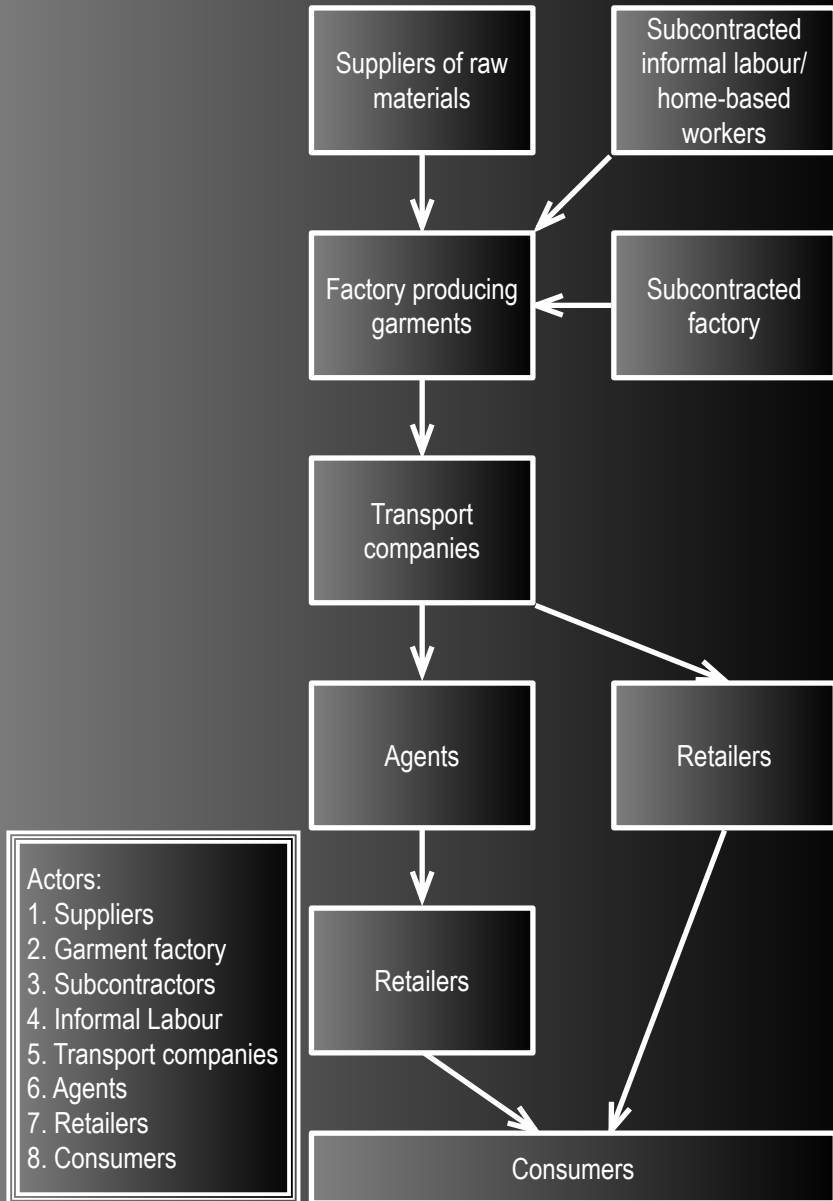 Suppliers of raw
materials
Subcontracted
informal labour/
home-based
workers
Factory producing
garments
Subcontracted
factory
Transport
companies
Agents
Retailers
Actors:
1. Suppliers
2. Garment factory
3. Subcontractors
4. Informal Labour
5. Transport companies
6. Agents
7. Retailers
8. Consumers
Retailers
Consumers